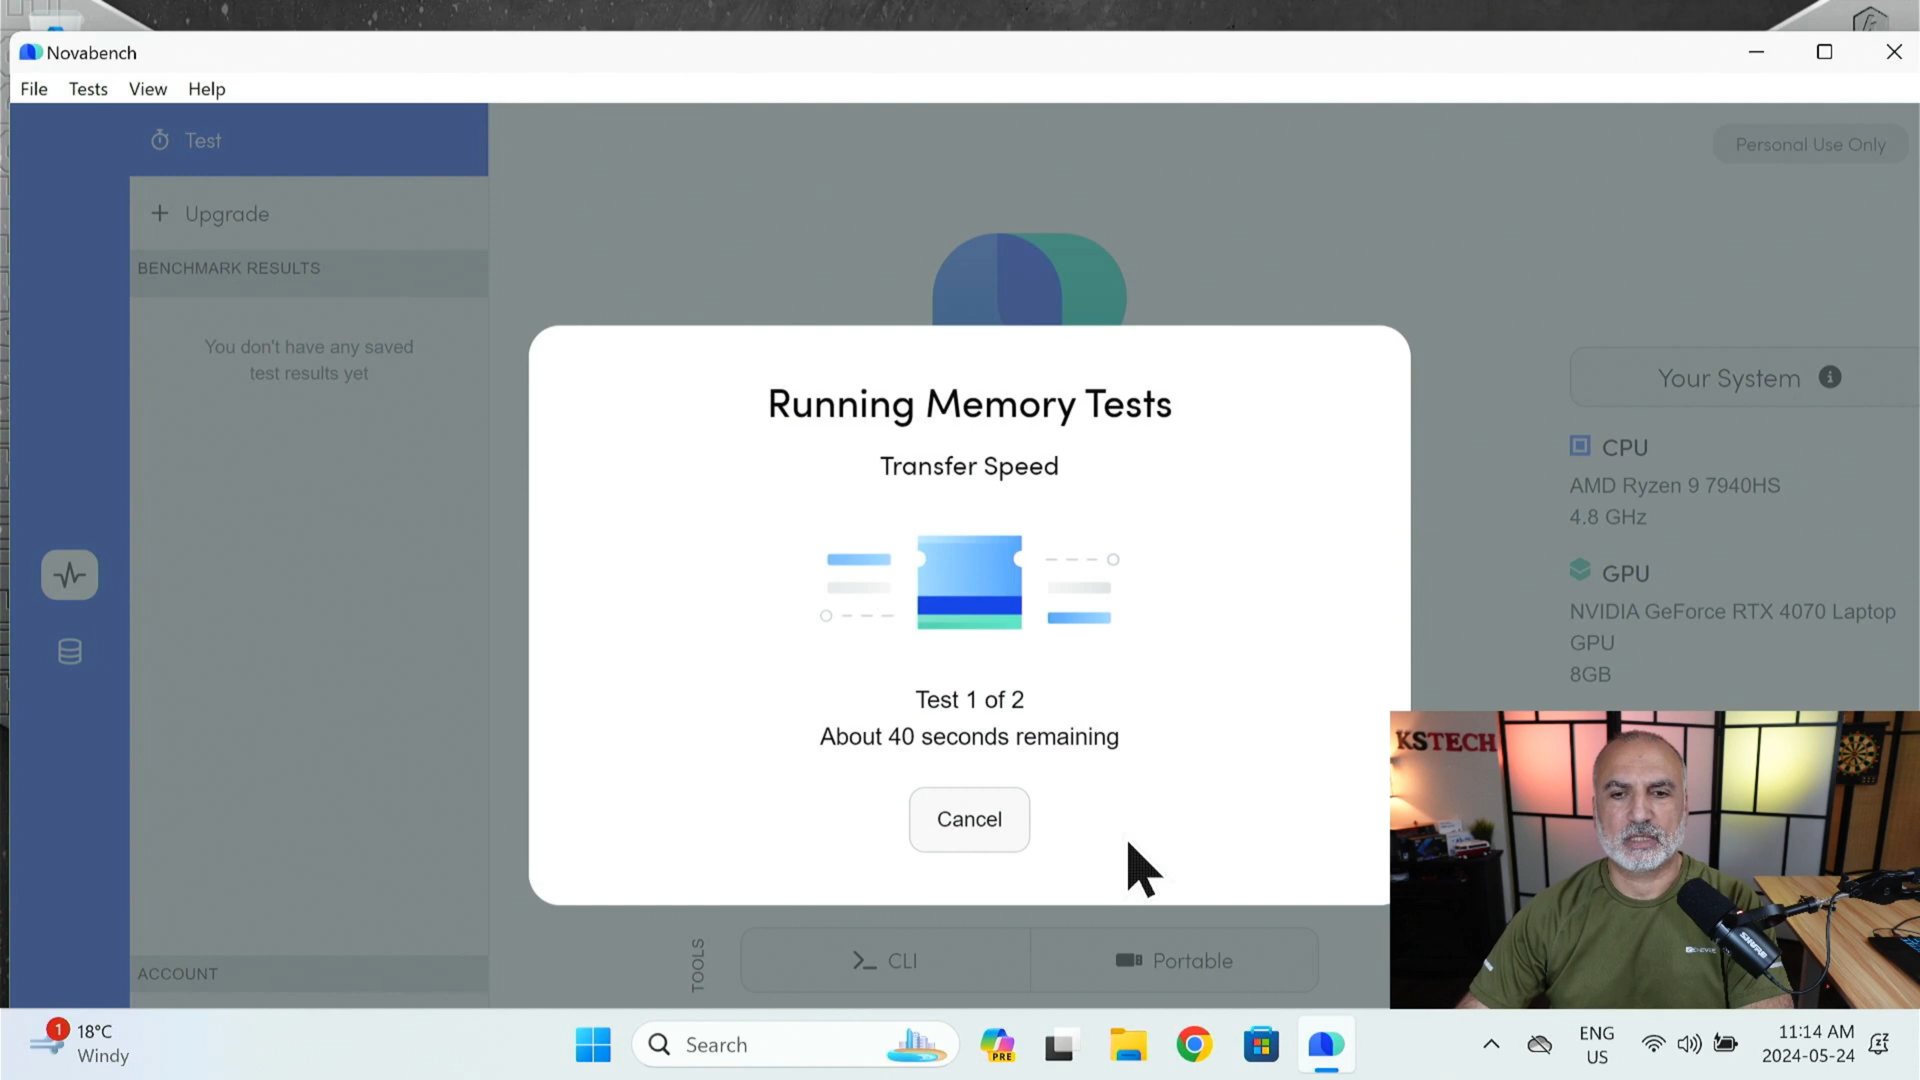 Novabench
File Tests View Help
Test
Personal Use Only
Upgrade
BENCHMARK RESULTS
You don't have any saved
test results yet
Running Memory Tests
Transfer Speed
Test 1 of 2
About 40 seconds remaining
Cancel
Your System
CPU
AMD Ryzen 9 7940HS
4.8 GHz
GPU
NVIDIA GeForce RTX 4070 Laptop
GPU
8GB
KSTECH
SHURE
TOOLS
CLI
Portable
ACCOUNT
1
18°C
Windy
Search
PRE
ENG
US
11:14 AM
2024-05-24